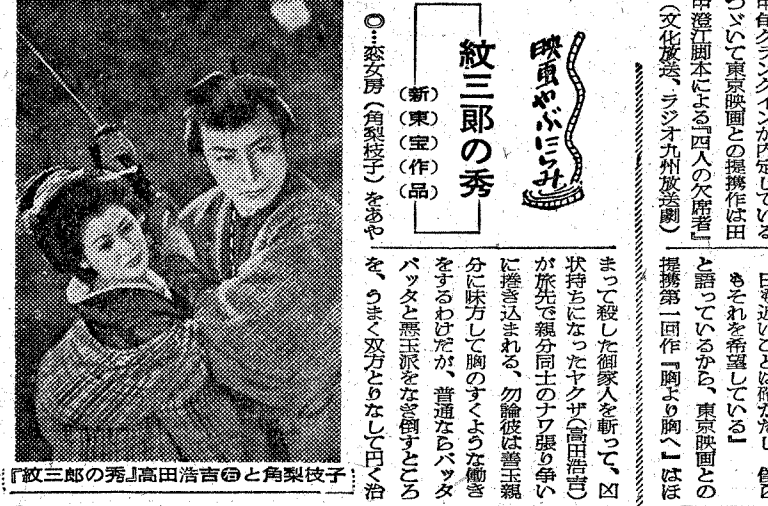 中旬クランクインが内定している
つゞいて東京映画との提携作は田
中澄江脚本による『四人の欠席者』
（文化放送、ラジオ九州放送劇）
もそれを希望している』
と語っているから、東京映画との
提携第一回作『胸より胸へ』はほ
映画やぶにらみ
紋三郎の秀
（新東宝作品）
◎…恋女房（角梨枝子）をあや
まって殺した御家人を斬って、凶
状持ちになったヤクザ（高田浩吉）
が旅先で親分同士のナワ張り争い
に捲き込まれる、勿論彼は善玉親
分に味方して胸のすくような働き
をするわけだが、普通ならバッタ
バッタと悪玉派をなぎ倒すところ
を、うまく双方とりなして円く治
『紋三郎の秀』高田浩吉㊨と角梨枝子